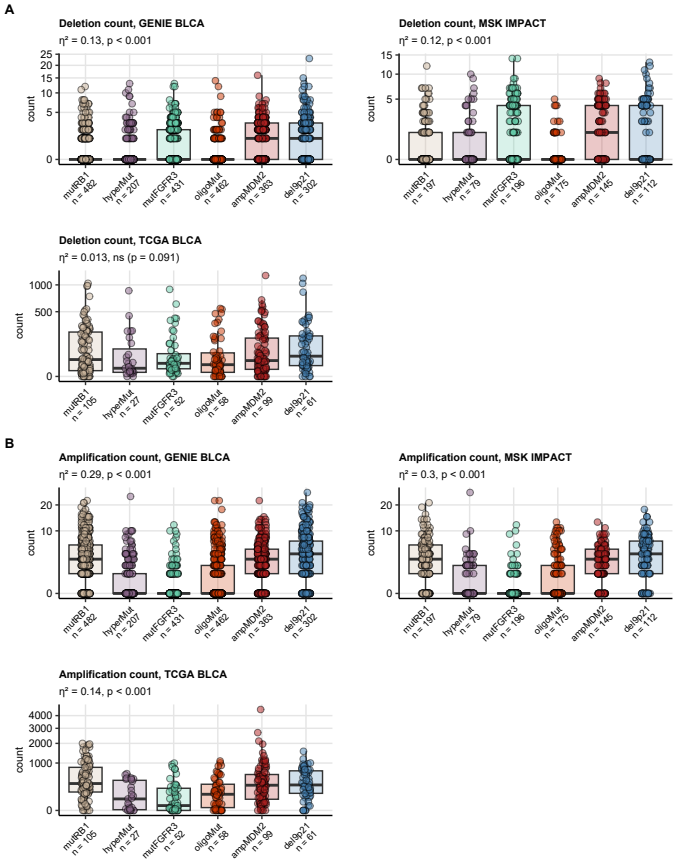 A
Deletion count, GENIE BLCA
η² = 0.13, p < 0.001
25
20
15
10
5
0
count
mutRB1
n = 482
hyperMut
n = 207
mutFGFR3
n = 431
oligoMut
n = 462
ampMDM2
n = 363
del9p21
n = 302
Deletion count, MSK IMPACT
η² = 0.12, p < 0.001
15
10
5
0
count
mutRB1
n = 197
hyperMut
n = 79
mutFGFR3
n = 196
oligoMut
n = 175
ampMDM2
n = 145
del9p21
n = 112
Deletion count, TCGA BLCA
η² = 0.013, ns (p = 0.091)
1000
500
0
count
mutRB1
n = 105
hyperMut
n = 27
mutFGFR3
n = 52
oligoMut
n = 58
ampMDM2
n = 99
del9p21
n = 61
B
Amplification count, GENIE BLCA
η² = 0.29, p < 0.001
20
10
0
count
mutRB1
n = 482
hyperMut
n = 207
mutFGFR3
n = 431
oligoMut
n = 462
ampMDM2
n = 363
del9p21
n = 302
Amplification count, MSK IMPACT
η² = 0.3, p < 0.001
20
10
0
count
mutRB1
n = 197
hyperMut
n = 79
mutFGFR3
n = 196
oligoMut
n = 175
ampMDM2
n = 145
del9p21
n = 112
Amplification count, TCGA BLCA
η² = 0.14, p < 0.001
4000
3000
2000
1000
0
count
mutRB1
n = 105
hyperMut
n = 27
mutFGFR3
n = 52
oligoMut
n = 58
ampMDM2
n = 99
del9p21
n = 61